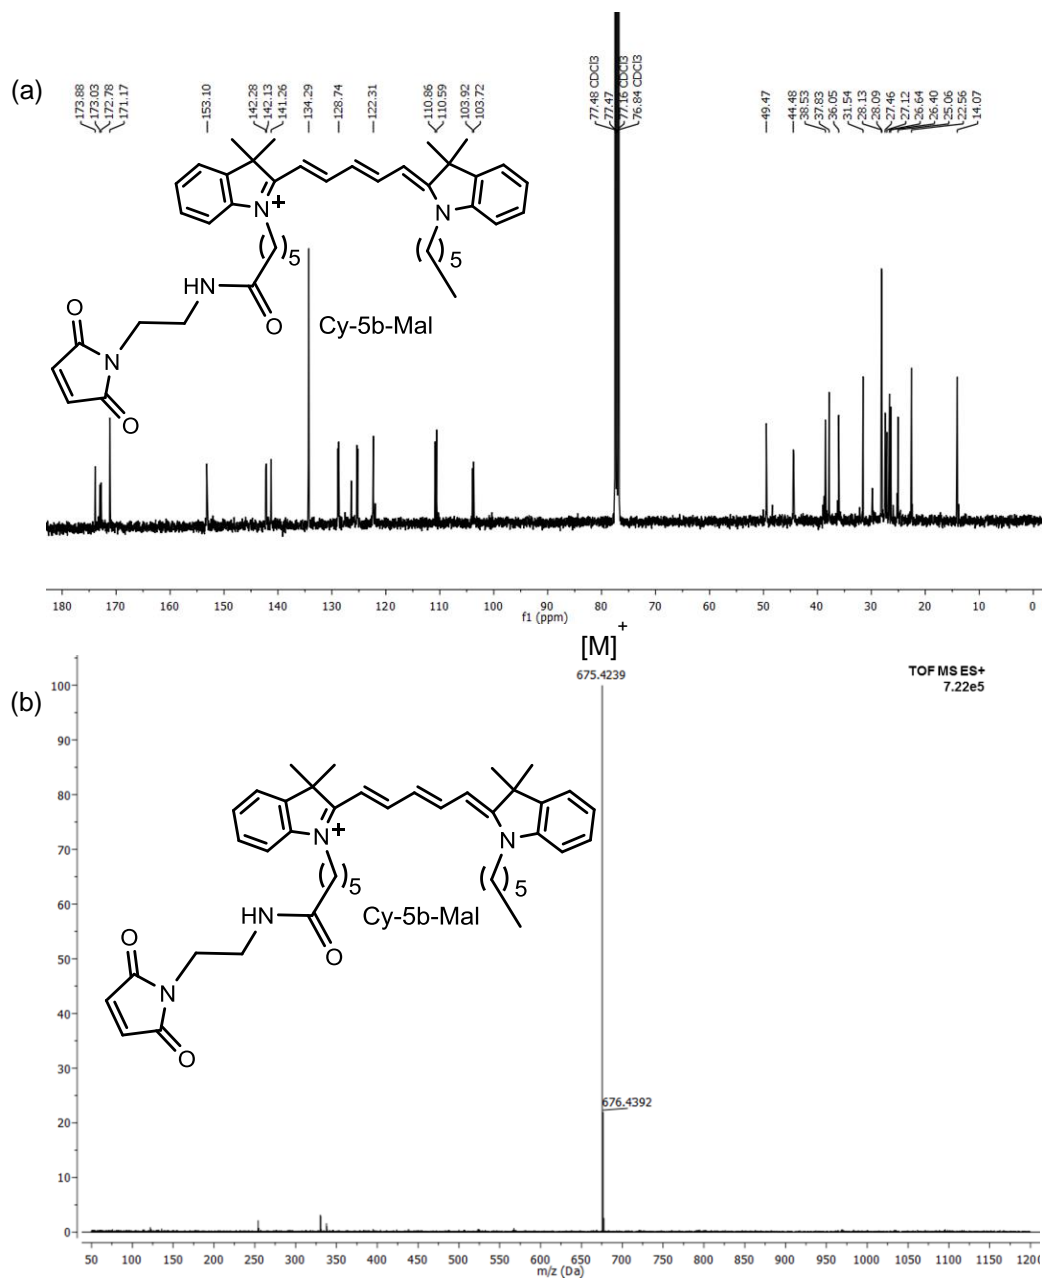 (a)
173.88
173.03
172.78
171.17
153.10
142.28
142.13
141.26
134.29
128.74
122.31
110.86
110.59
103.92
103.72
77.48 CDCl3
77.47
77.16 CDCl3
76.84 CDCl3
49.47
44.48
38.53
37.83
36.05
31.54
28.13
28.09
27.46
27.12
26.64
26.40
25.06
22.56
14.07
N
+
N
5
5
HN
O
O
N
O
Cy-5b-Mal
180 170 160 150 140 130 120 110 100 90 80 70 60 50 40 30 20 10 0
f1 (ppm)
[M]+
675.4239
TOF MS ES+
7.22e5
(b)
100
90
80
70
60
50
40
30
20
10
0
N
+
N
5
5
HN
O
O
N
O
Cy-5b-Mal
676.4392
50 100 150 200 250 300 350 400 450 500 550 600 650 700 750 800 850 900 950 1000 1050 1100 1150 1200
m/z (Da)